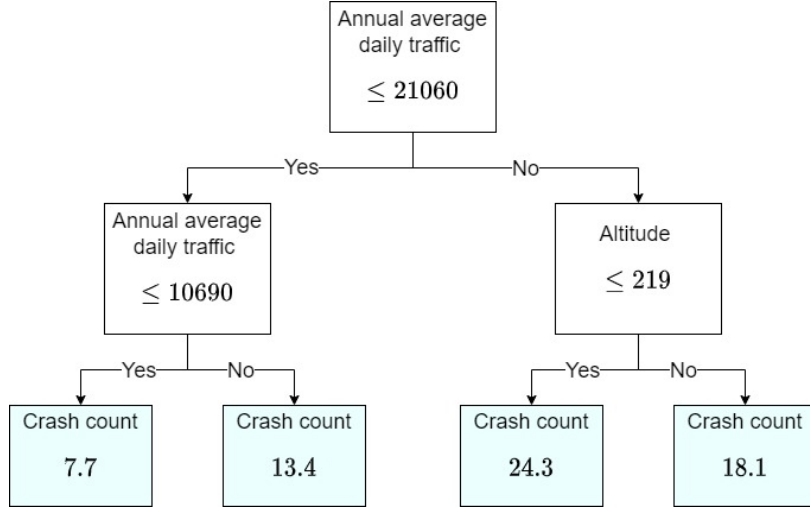 Annual average
daily traffic
≤ 21060
Yes
No
Annual average
daily traffic
≤ 10690
Altitude
≤ 219
Yes
No
Yes
No
Crash count
7.7
Crash count
13.4
Crash count
24.3
Crash count
18.1